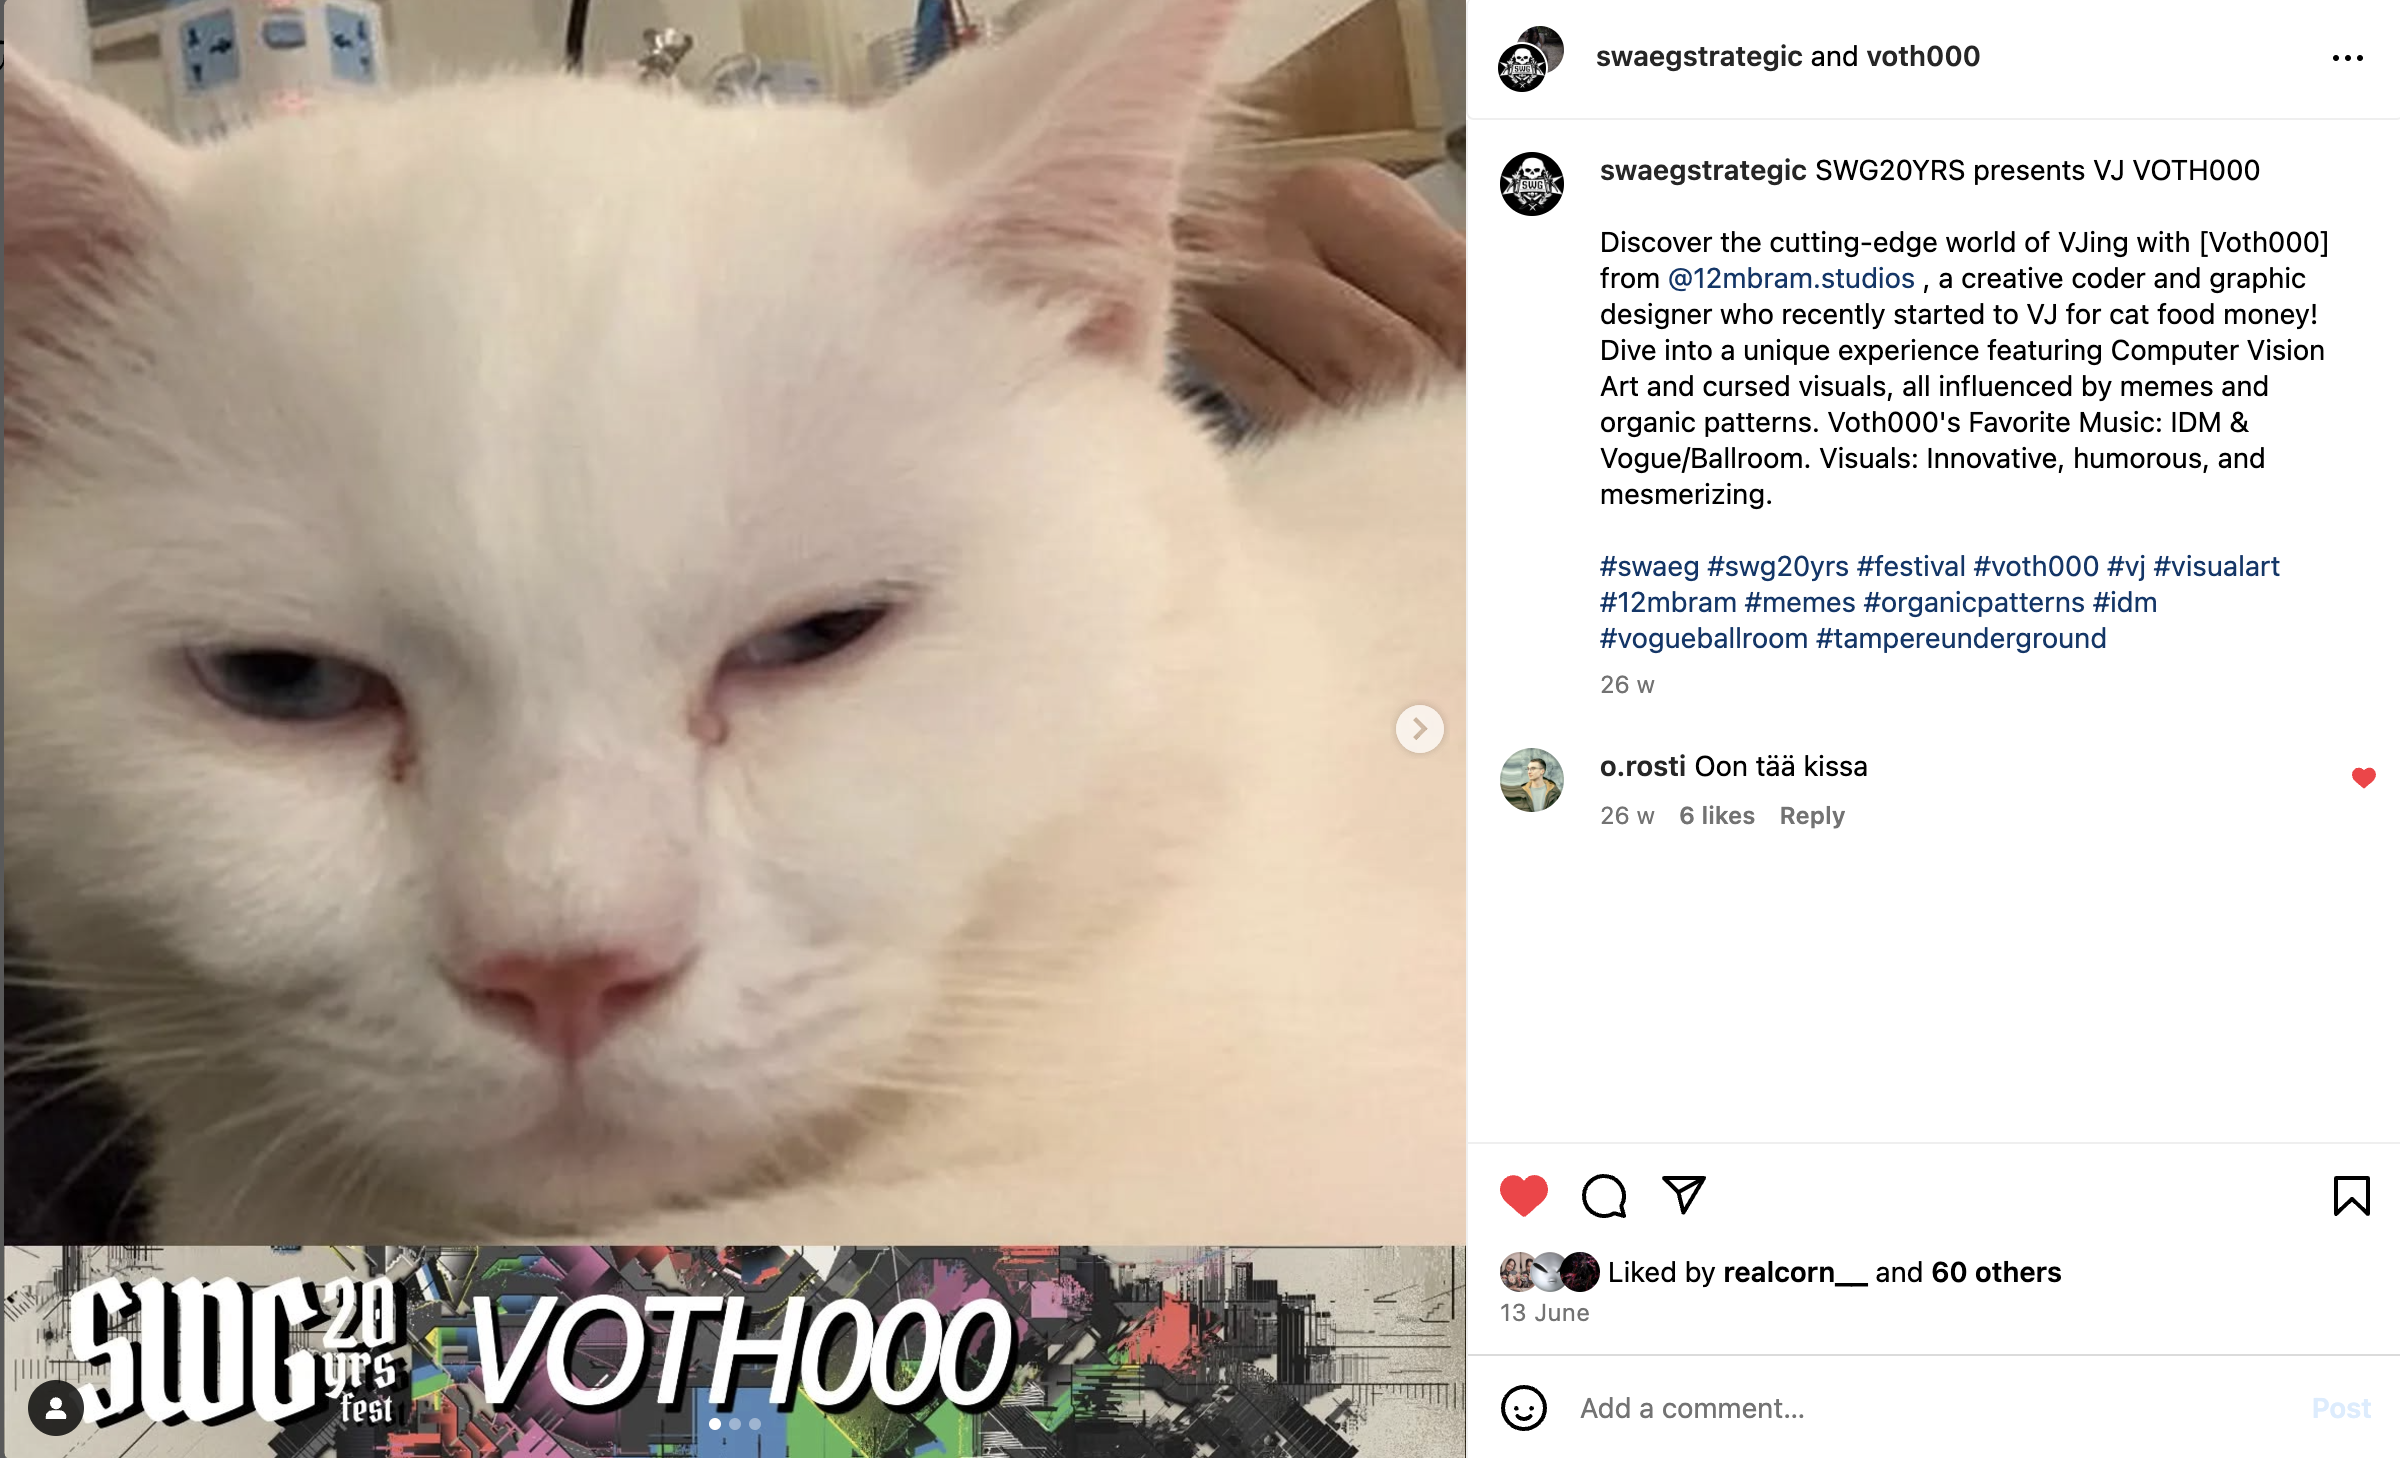 SWG 20 yrs fest
VOTH000
swaegstrategic and voth000
swaegstrategic SWG20YRS presents VJ VOTH000
Discover the cutting-edge world of VJing with [Voth000]
from @12mbram.studios , a creative coder and graphic
designer who recently started to VJ for cat food money!
Dive into a unique experience featuring Computer Vision
Art and cursed visuals, all influenced by memes and
organic patterns. Voth000's Favorite Music: IDM &
Vogue/Ballroom. Visuals: Innovative, humorous, and
mesmerizing.
#swaeg #swg20yrs #festival #voth000 #vj #visualart
#12mbram #memes #organicpatterns #idm
#vogueballroom #tampereunderground
26 w
o.rosti Oon tää kissa
26 w 6 likes Reply
Liked by realcorn__ and 60 others
13 June
Add a comment...
Post